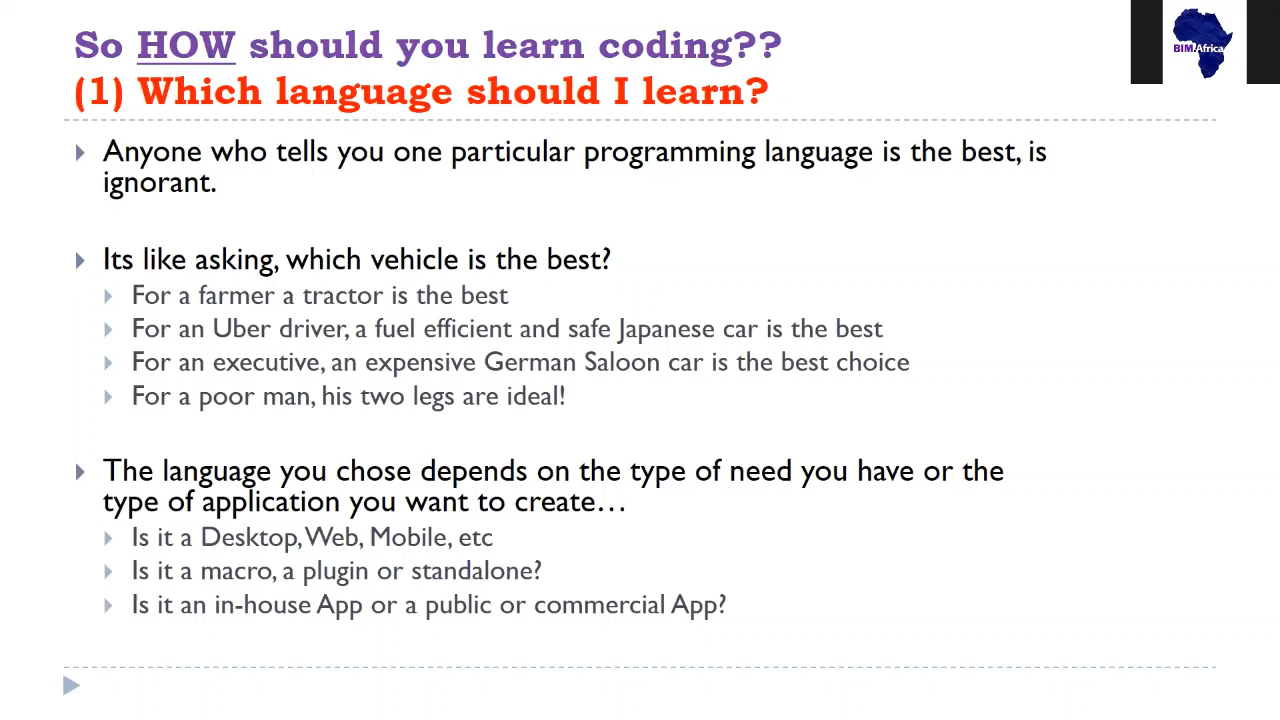 So HOW should you learn coding??
(1) Which language should I learn?
BIM.Africa
Anyone who tells you one particular programming language is the best, is
ignorant.
Its like asking, which vehicle is the best?
For a farmer a tractor is the best
For an Uber driver, a fuel efficient and safe Japanese car is the best
For an executive, an expensive German Saloon car is the best choice
For a poor man, his two legs are ideal!
The language you chose depends on the type of need you have or the
type of application you want to create…
Is it a Desktop, Web, Mobile, etc
Is it a macro, a plugin or standalone?
Is it an in-house App or a public or commercial App?